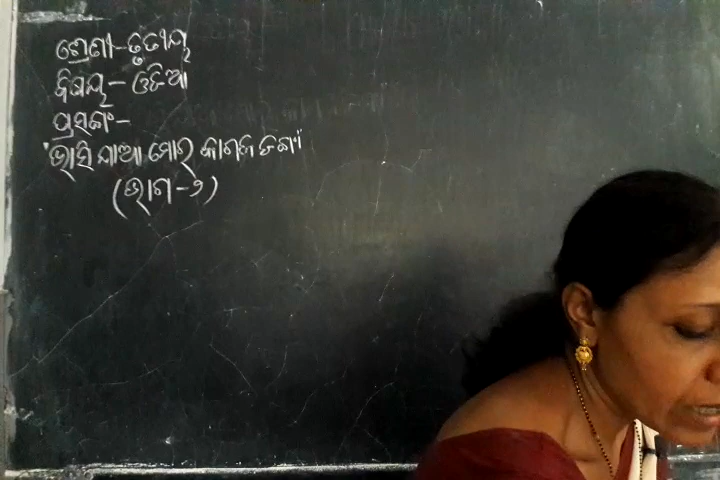 ଶ୍ରେଣୀ-ତୃତୀୟ
ବିଷୟ- ଓଡିଆ
ପ୍ରସଙ୍ଗ-
'ଭାସି ଯାଆ ମୋର କାଗଜ ଡଙ୍ଗା
(ଭାଗ-୨)